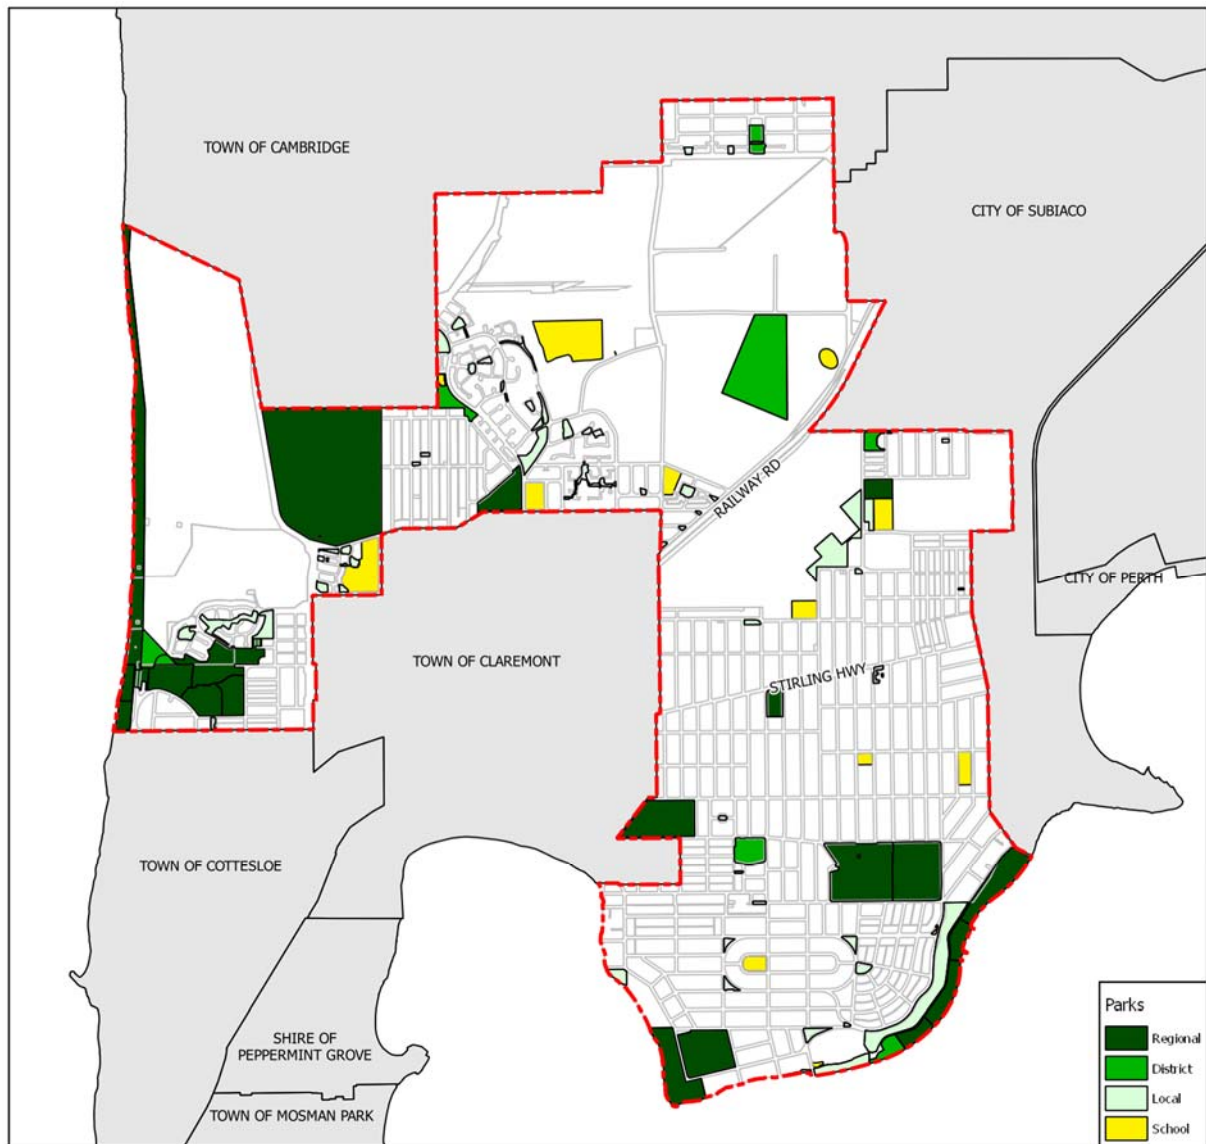 TOWN OF CAMBRIDGE
CITY OF SUBIACO
RAILWAY RD
CITY OF PERTH
TOWN OF CLAREMONT
STIRLING HWY
TOWN OF COTTESLOE
SHIRE OF
PEPPERMINT GROVE
TOWN OF MOSMAN PARK
Parks
Regional
District
Local
School